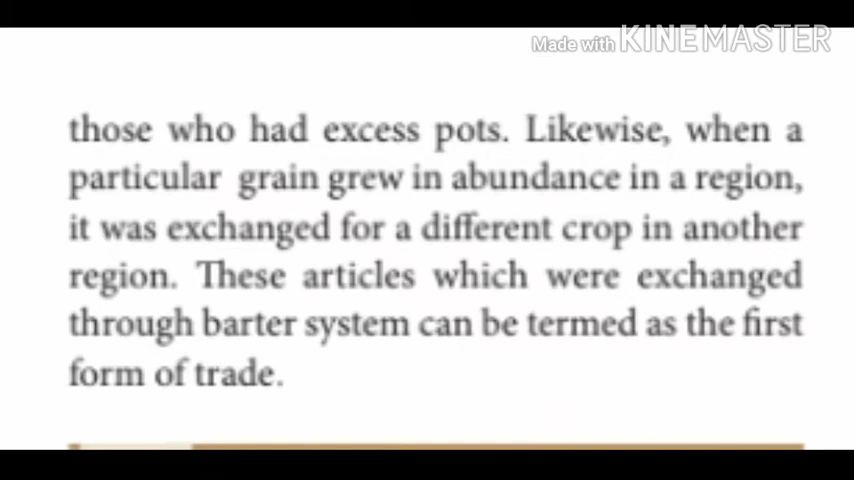 Made with KINEMASTER
those who had excess pots. Likewise, when a
particular grain grew in abundance in a region,
it was exchanged for a different crop in another
region. These articles which were exchanged
through barter system can be termed as the first
form of trade.